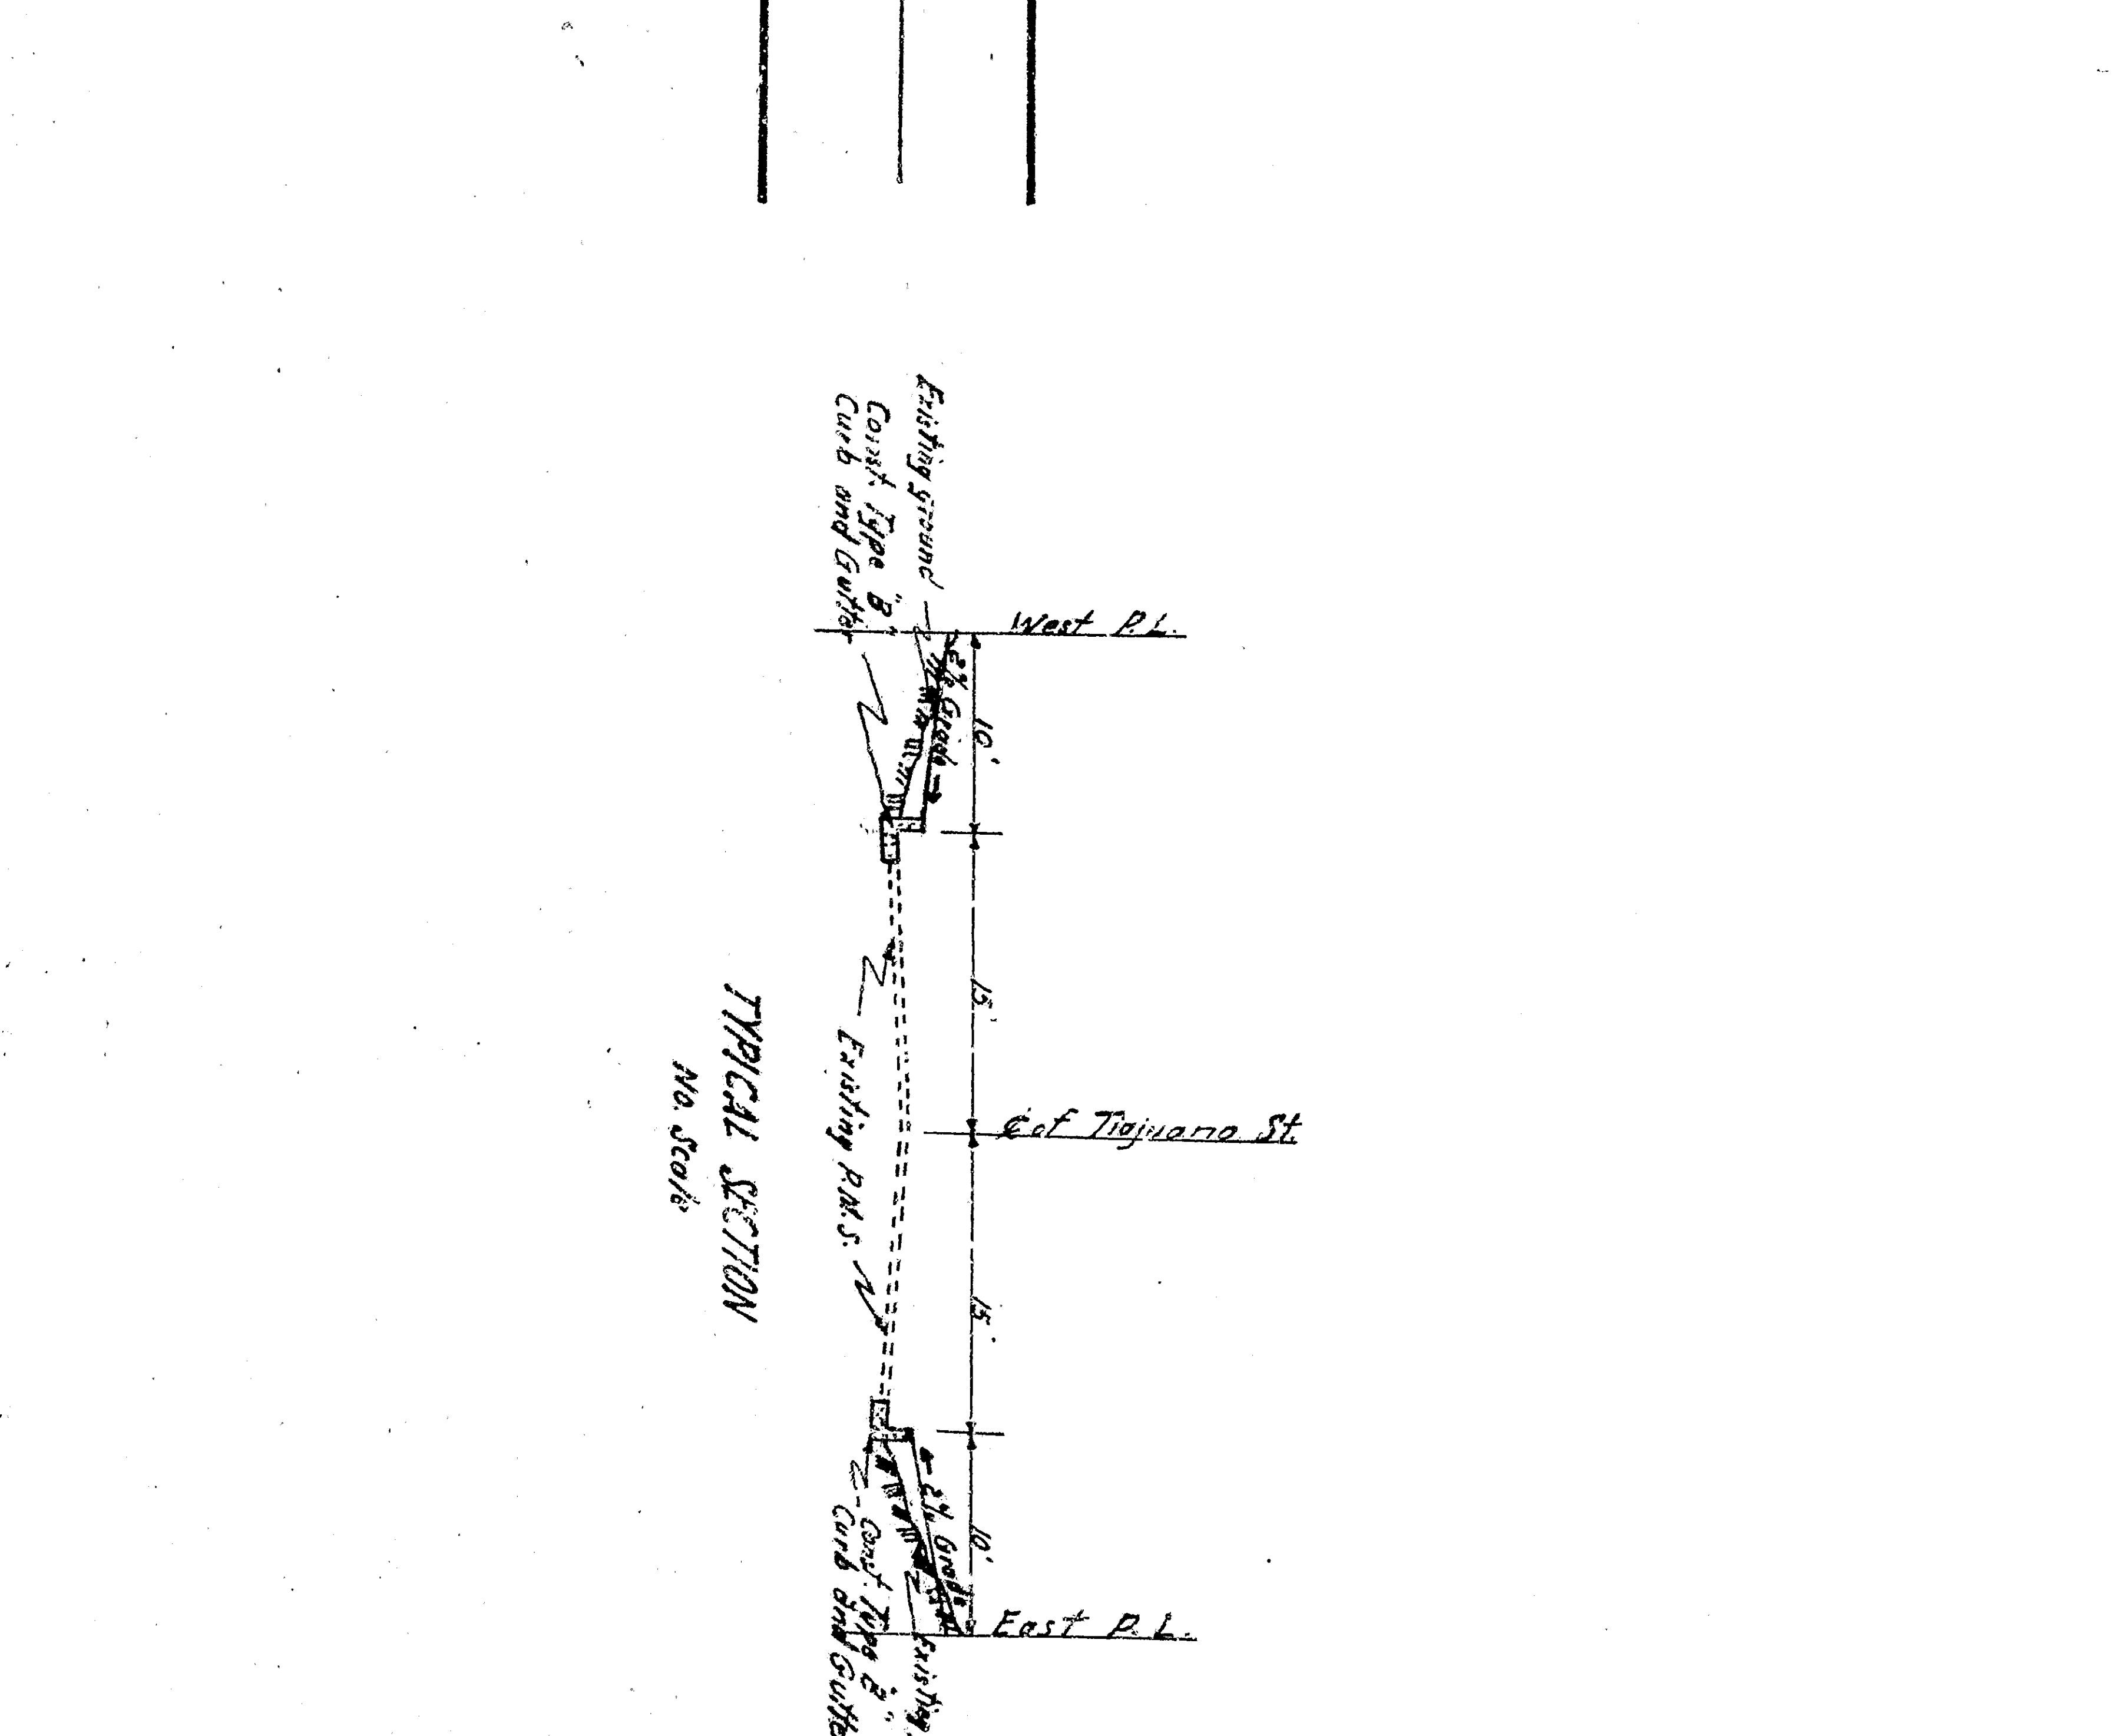 West P.L.
℄ of Tiajuana St.
East P.L.
10'
15'
15'
10'
2% Grade
2% Grade
Existing ground
Const. Type "B"
Curb and Gutter
Existing P.M.S.
Existing
Const. Type "B"
Curb and Gutte
TYPICAL SECTION
No. Scale